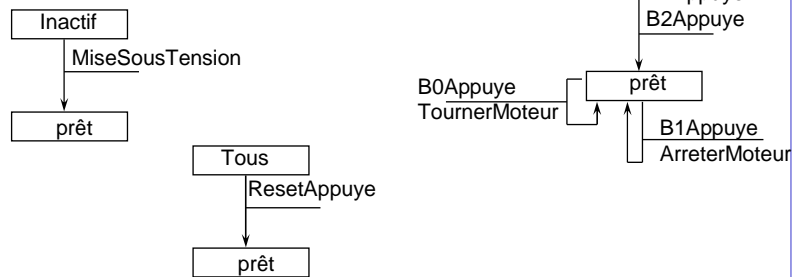 Inactif
MiseSousTension
prêt
Tous
ResetAppuye
prêt
B2Appuye
prêt
B0Appuye
TournerMoteur
B1Appuye
ArreterMoteur